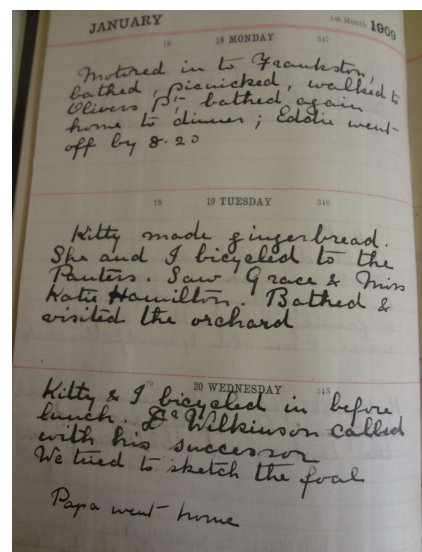 JANUARY 1st Month 1909
18 18 MONDAY 347
Motored in to Frankston,
bathed, picnicked, walked to
Olivers Pt, bathed again
home to dinner; Eddie went
off by 8.20
19 19 TUESDAY 346
Kitty made gingerbread.
She and I bicycled to the
Panters. Saw Grace & Miss
Katie Hamilton. Bathed &
visited the orchard
20 20 WEDNESDAY 345
Kitty & I bicycled in before
lunch. Dr Wilkinson called
with his successor
We tried to sketch the foal
Papa went home